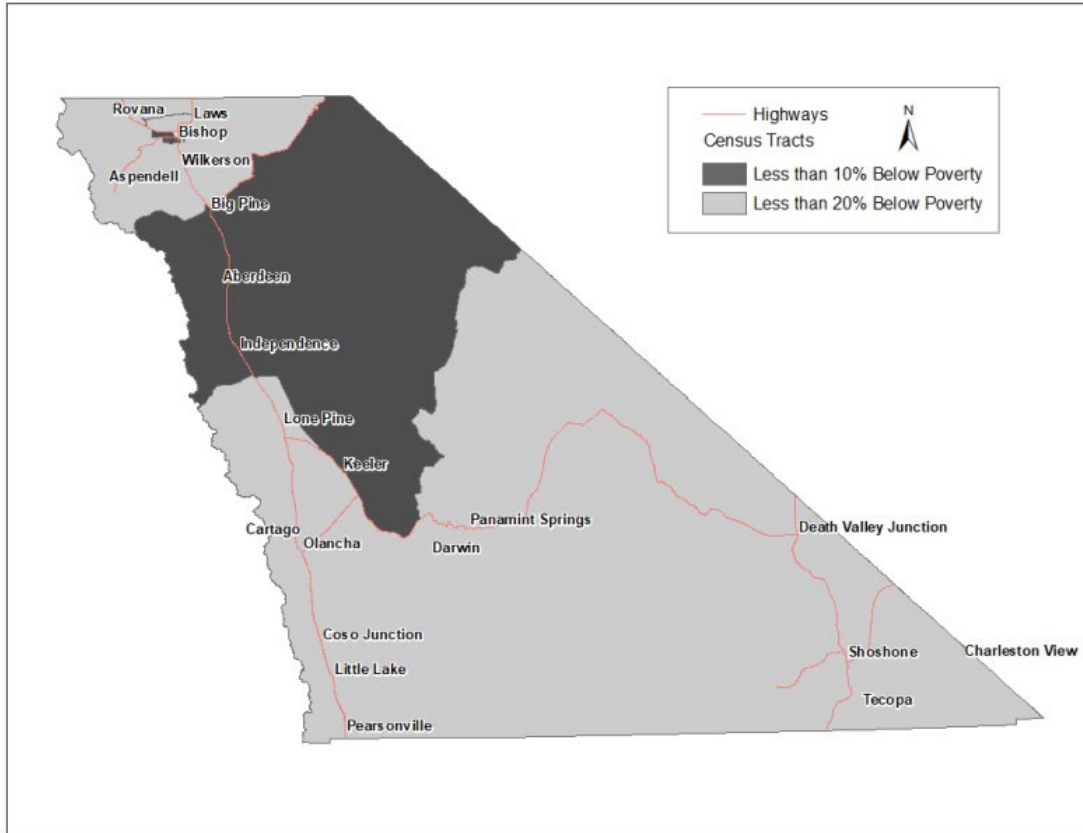 N
Highways
Census Tracts
Less than 10% Below Poverty
Less than 20% Below Poverty
Rovana
Laws
Bishop
Wilkerson
Aspendell
Big Pine
Aberdeen
Independence
Lone Pine
Keeler
Panamint Springs
Cartago
Death Valley Junction
Olancha
Darwin
Coso Junction
Shoshone
Charleston View
Little Lake
Tecopa
Pearsonville